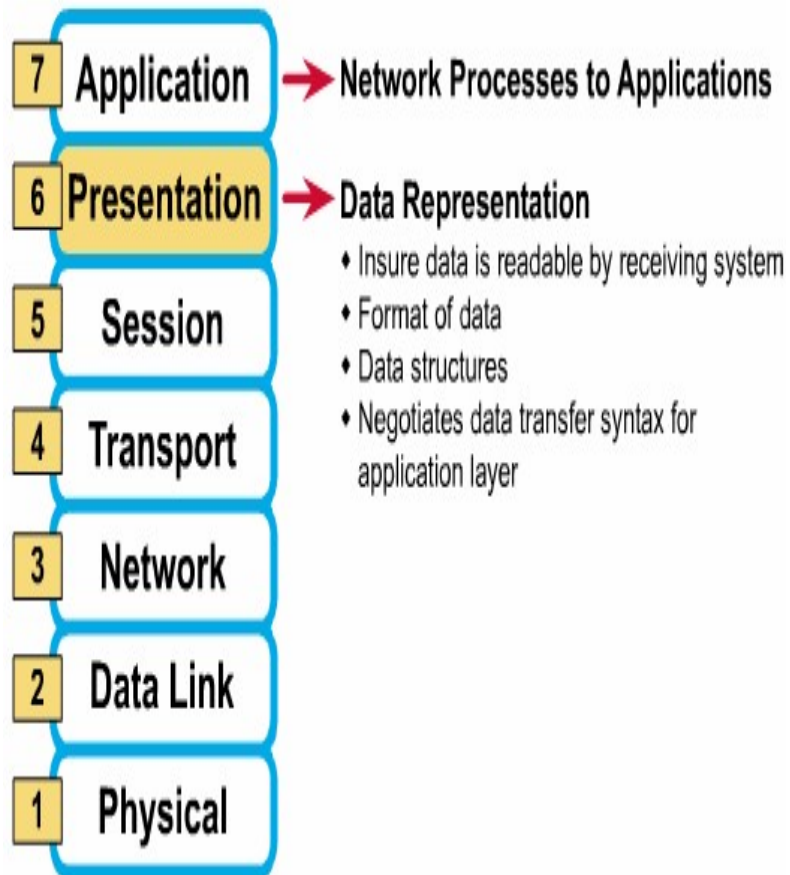 7 Application → Network Processes to Applications
6 Presentation → Data Representation
• Insure data is readable by receiving system
• Format of data
• Data structures
• Negotiates data transfer syntax for
application layer
5 Session
4 Transport
3 Network
2 Data Link
1 Physical